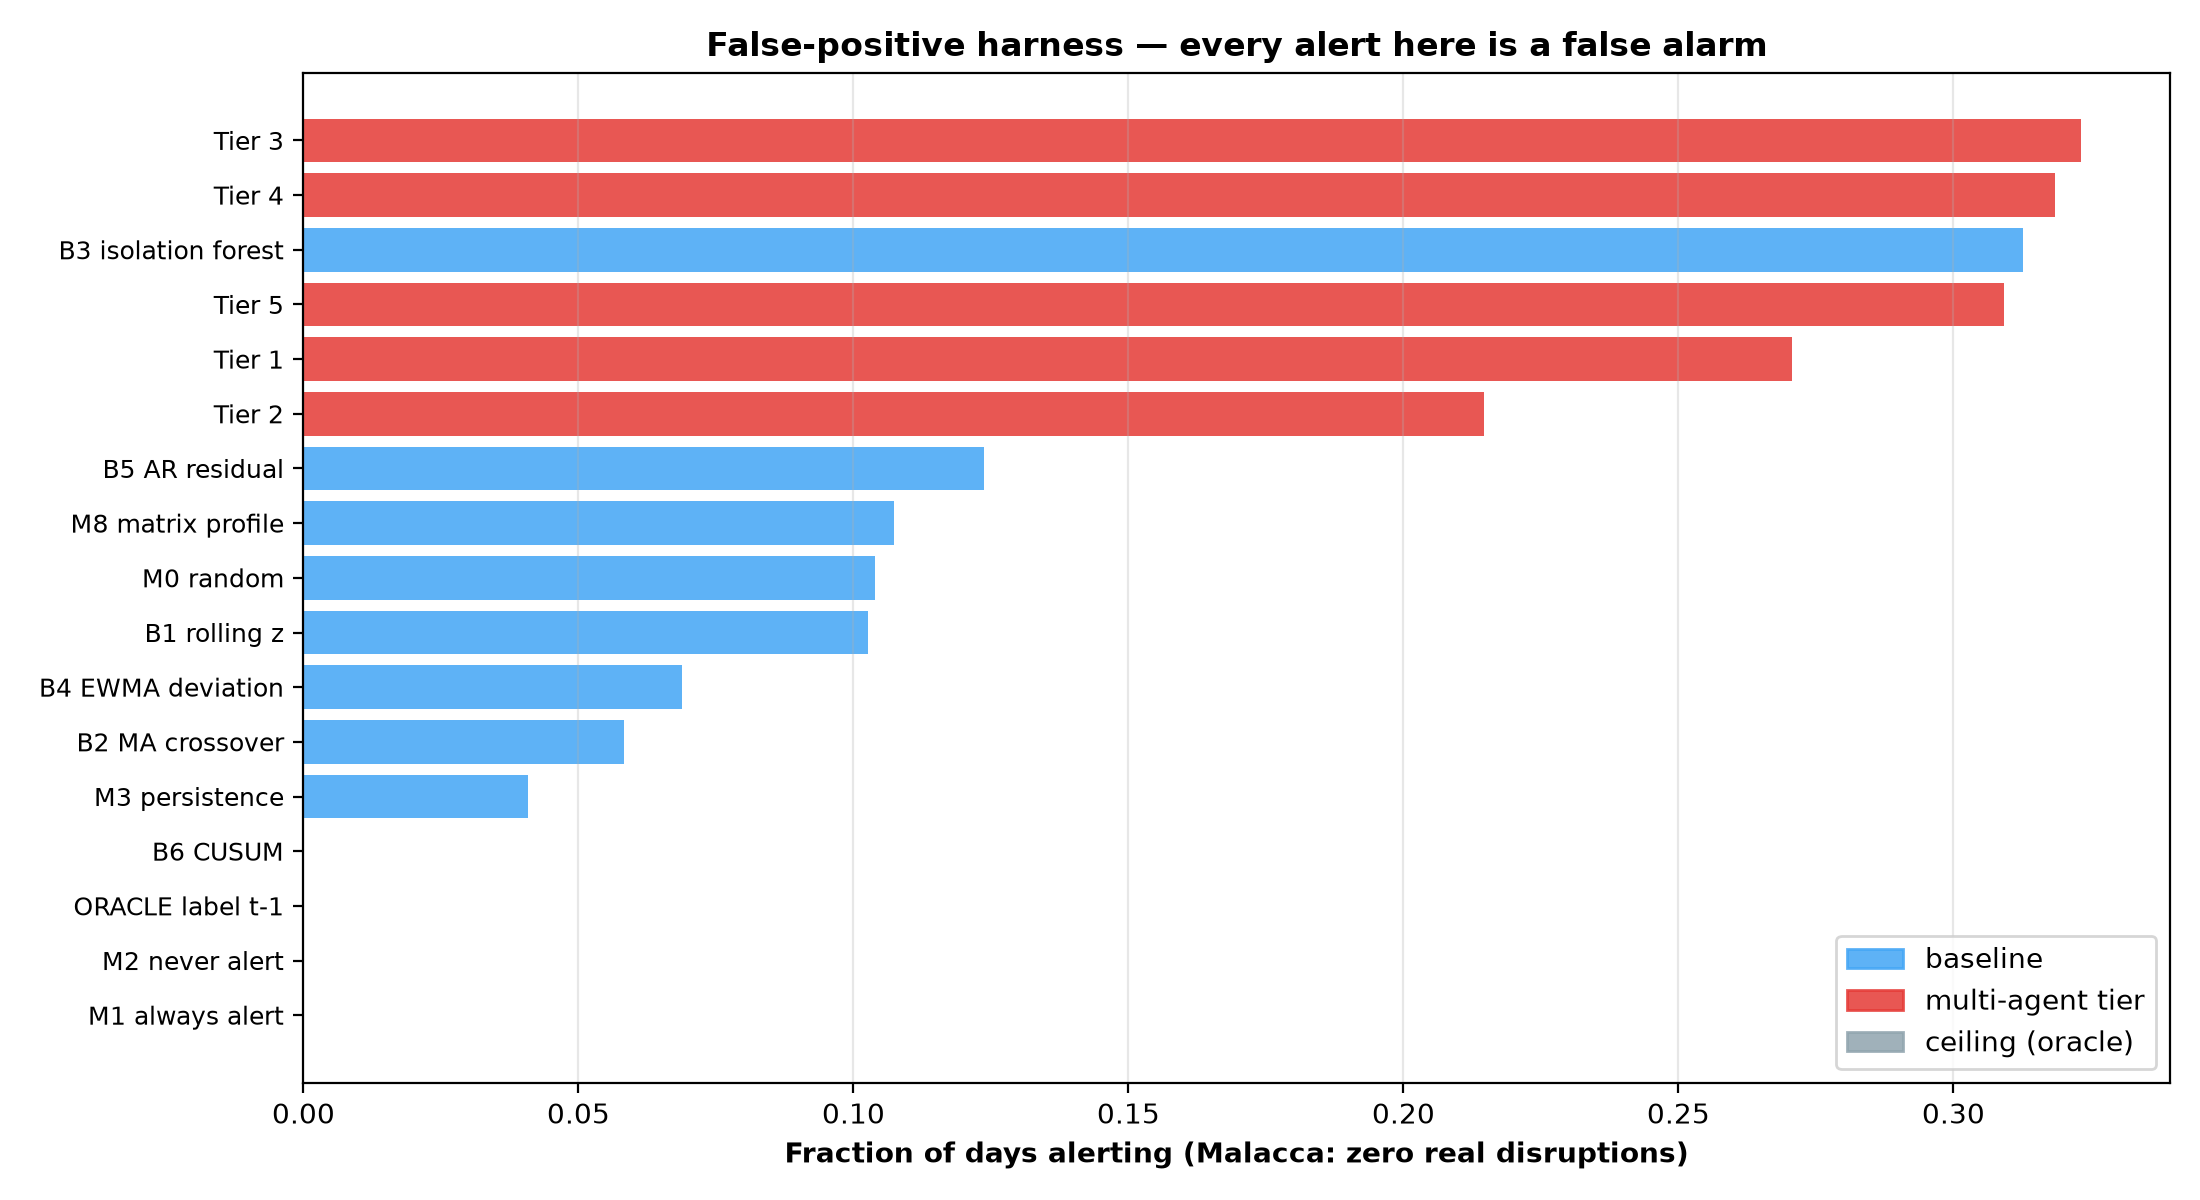 False-positive harness — every alert here is a false alarm
Tier 3
Tier 4
B3 isolation forest
Tier 5
Tier 1
Tier 2
B5 AR residual
M8 matrix profile
M0 random
B1 rolling z
B4 EWMA deviation
B2 MA crossover
M3 persistence
B6 CUSUM
ORACLE label t-1
M2 never alert
M1 always alert
baseline
multi-agent tier
ceiling (oracle)
0.00 0.05 0.10 0.15 0.20 0.25 0.30
Fraction of days alerting (Malacca: zero real disruptions)